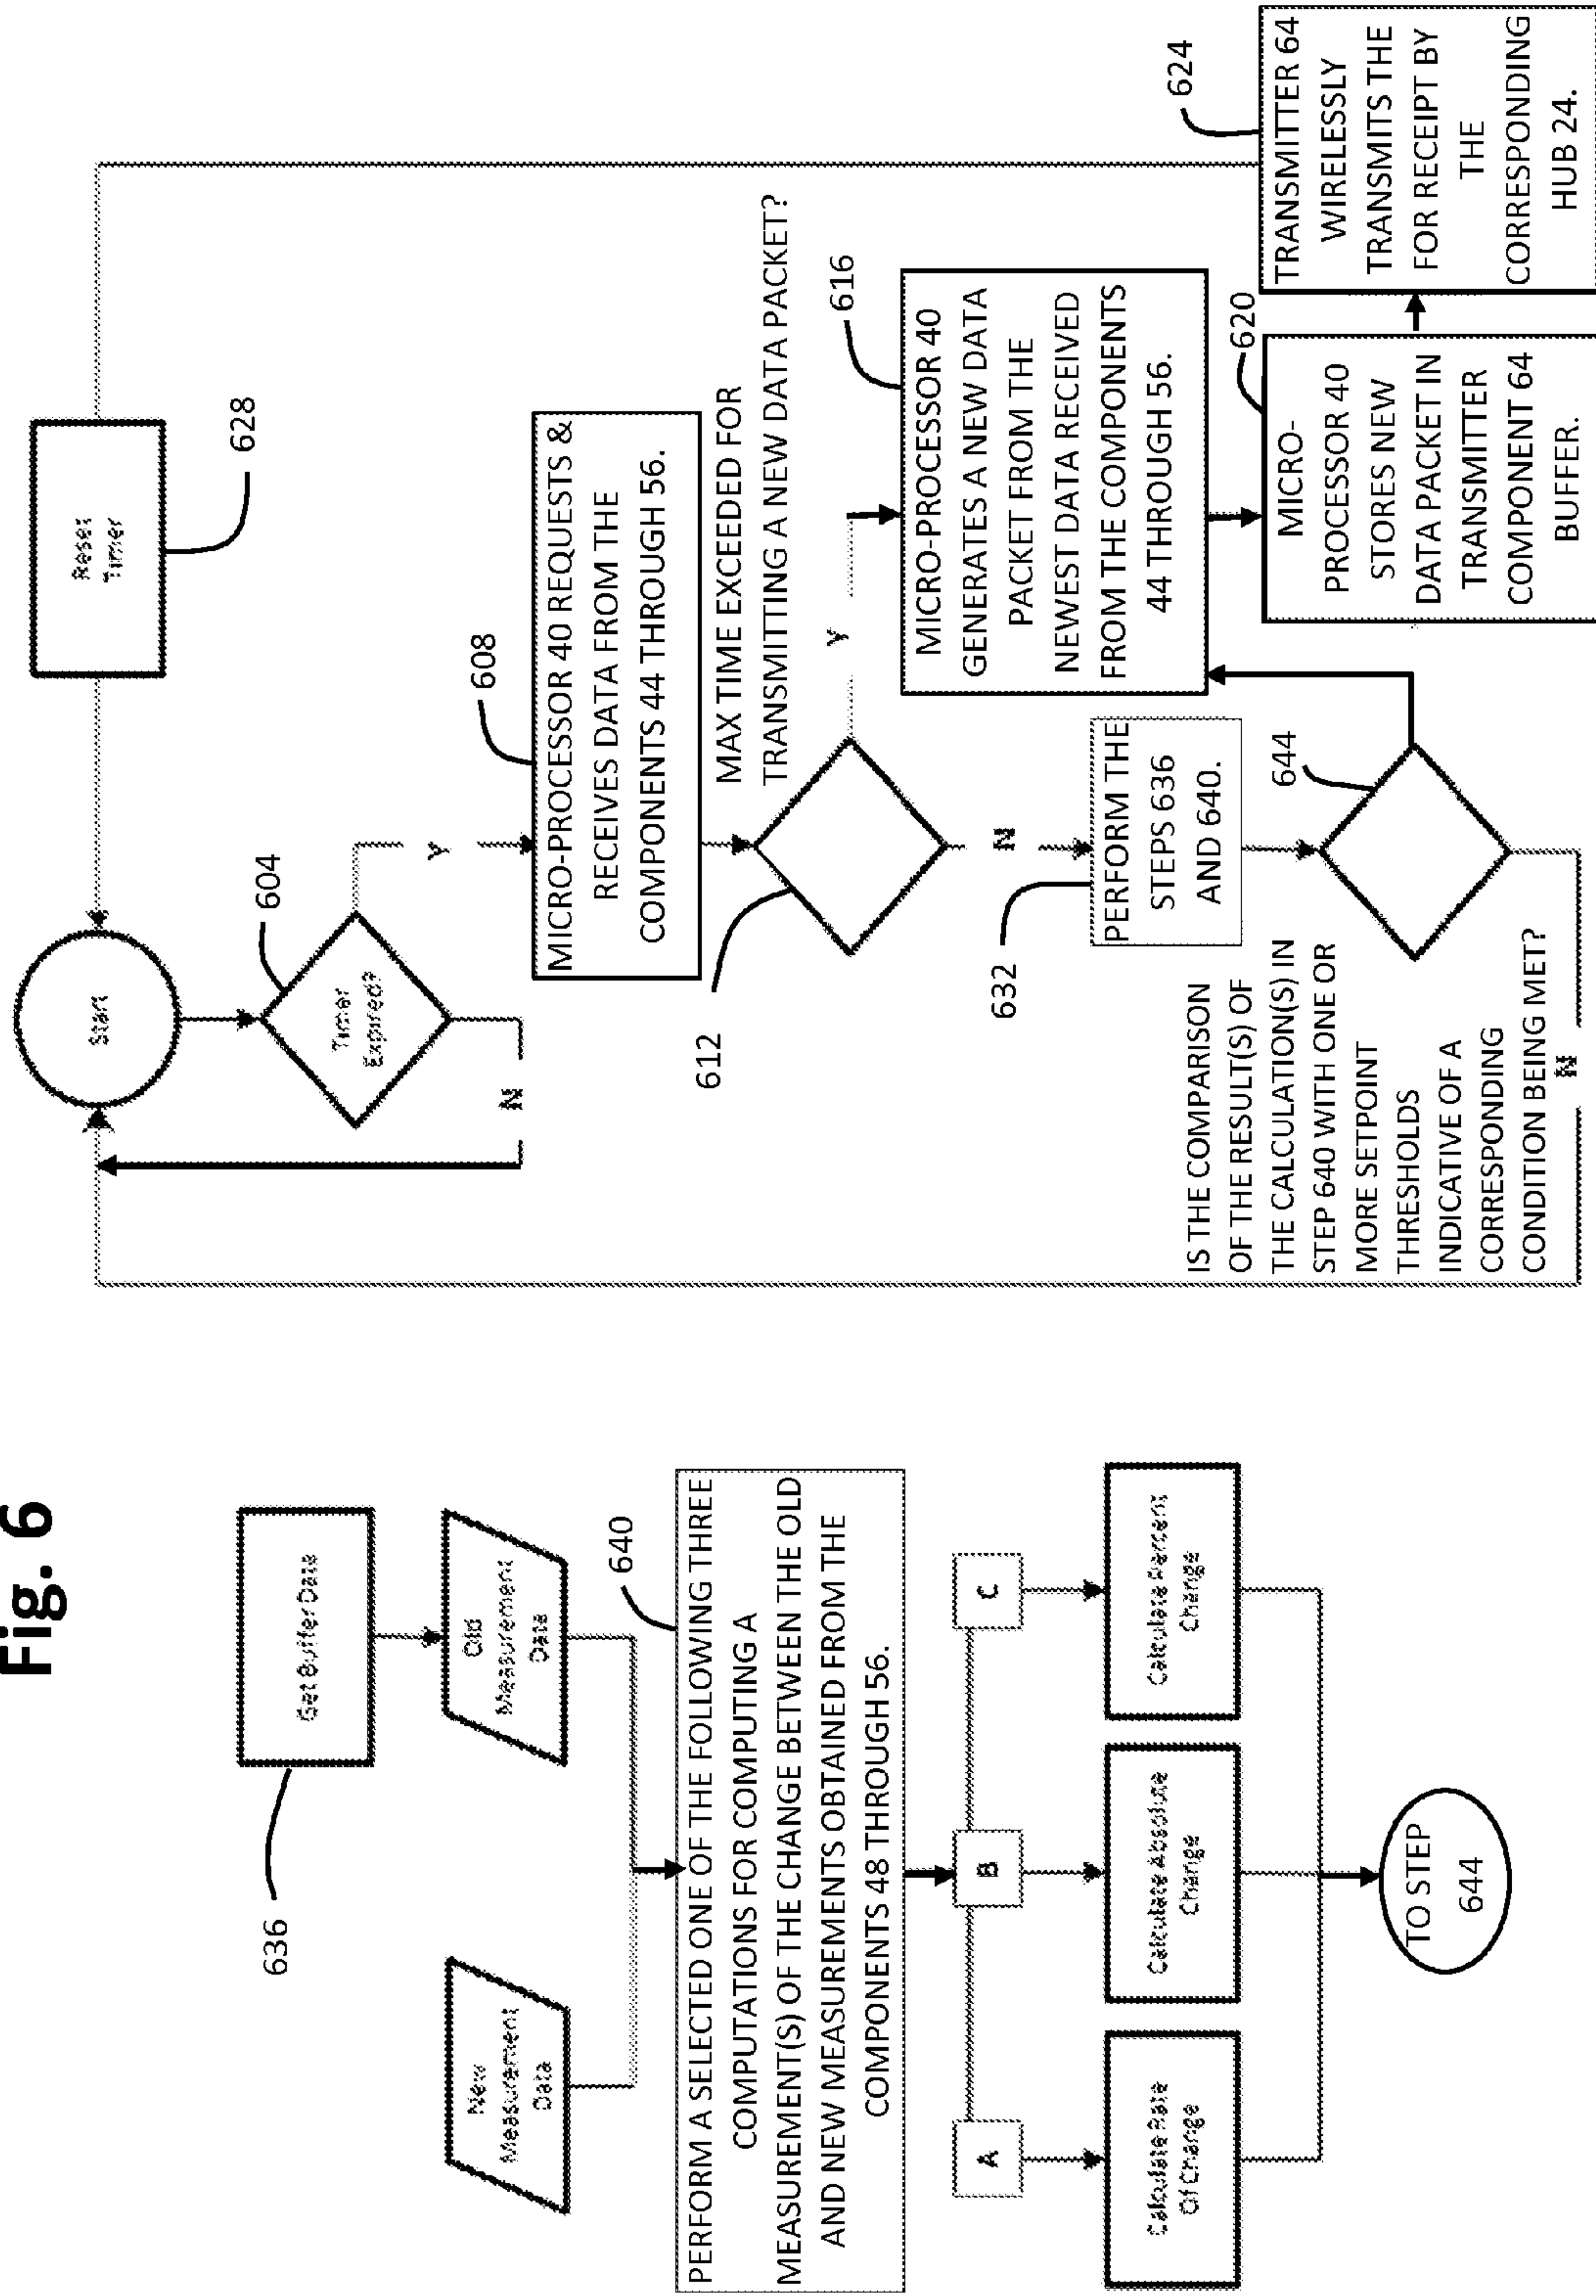 Fig. 6
636
Get Buffer Data
New
Measurement
Data
Old
Measurement
Data
640
PERFORM A SELECTED ONE OF THE FOLLOWING THREE
COMPUTATIONS FOR COMPUTING A
MEASUREMENT(S) OF THE CHANGE BETWEEN THE OLD
AND NEW MEASUREMENTS OBTAINED FROM THE
COMPONENTS 48 THROUGH 56.
A
B
C
Calculate Rate
Of Change
Calculate Absolute
Change
Calculate Percent
Change
TO STEP
644
Start
Reset
Timer
628
604
Timer
Expired?
N
Y
608
MICRO-PROCESSOR 40 REQUESTS &
RECEIVES DATA FROM THE
COMPONENTS 44 THROUGH 56.
612
MAX TIME EXCEEDED FOR
TRANSMITTING A NEW DATA PACKET?
Y
N
616
MICRO-PROCESSOR 40
GENERATES A NEW DATA
PACKET FROM THE
NEWEST DATA RECEIVED
FROM THE COMPONENTS
44 THROUGH 56.
632
PERFORM THE
STEPS 636
AND 640.
644
IS THE COMPARISON
OF THE RESULT(S) OF
THE CALCULATION(S) IN
STEP 640 WITH ONE OR
MORE SETPOINT
THRESHOLDS
INDICATIVE OF A
CORRESPONDING
CONDITION BEING MET?
N
620
MICRO-
PROCESSOR 40
STORES NEW
DATA PACKET IN
TRANSMITTER
COMPONENT 64
BUFFER.
624
TRANSMITTER 64
WIRELESSLY
TRANSMITS THE
FOR RECEIPT BY
THE
CORRESPONDING
HUB 24.